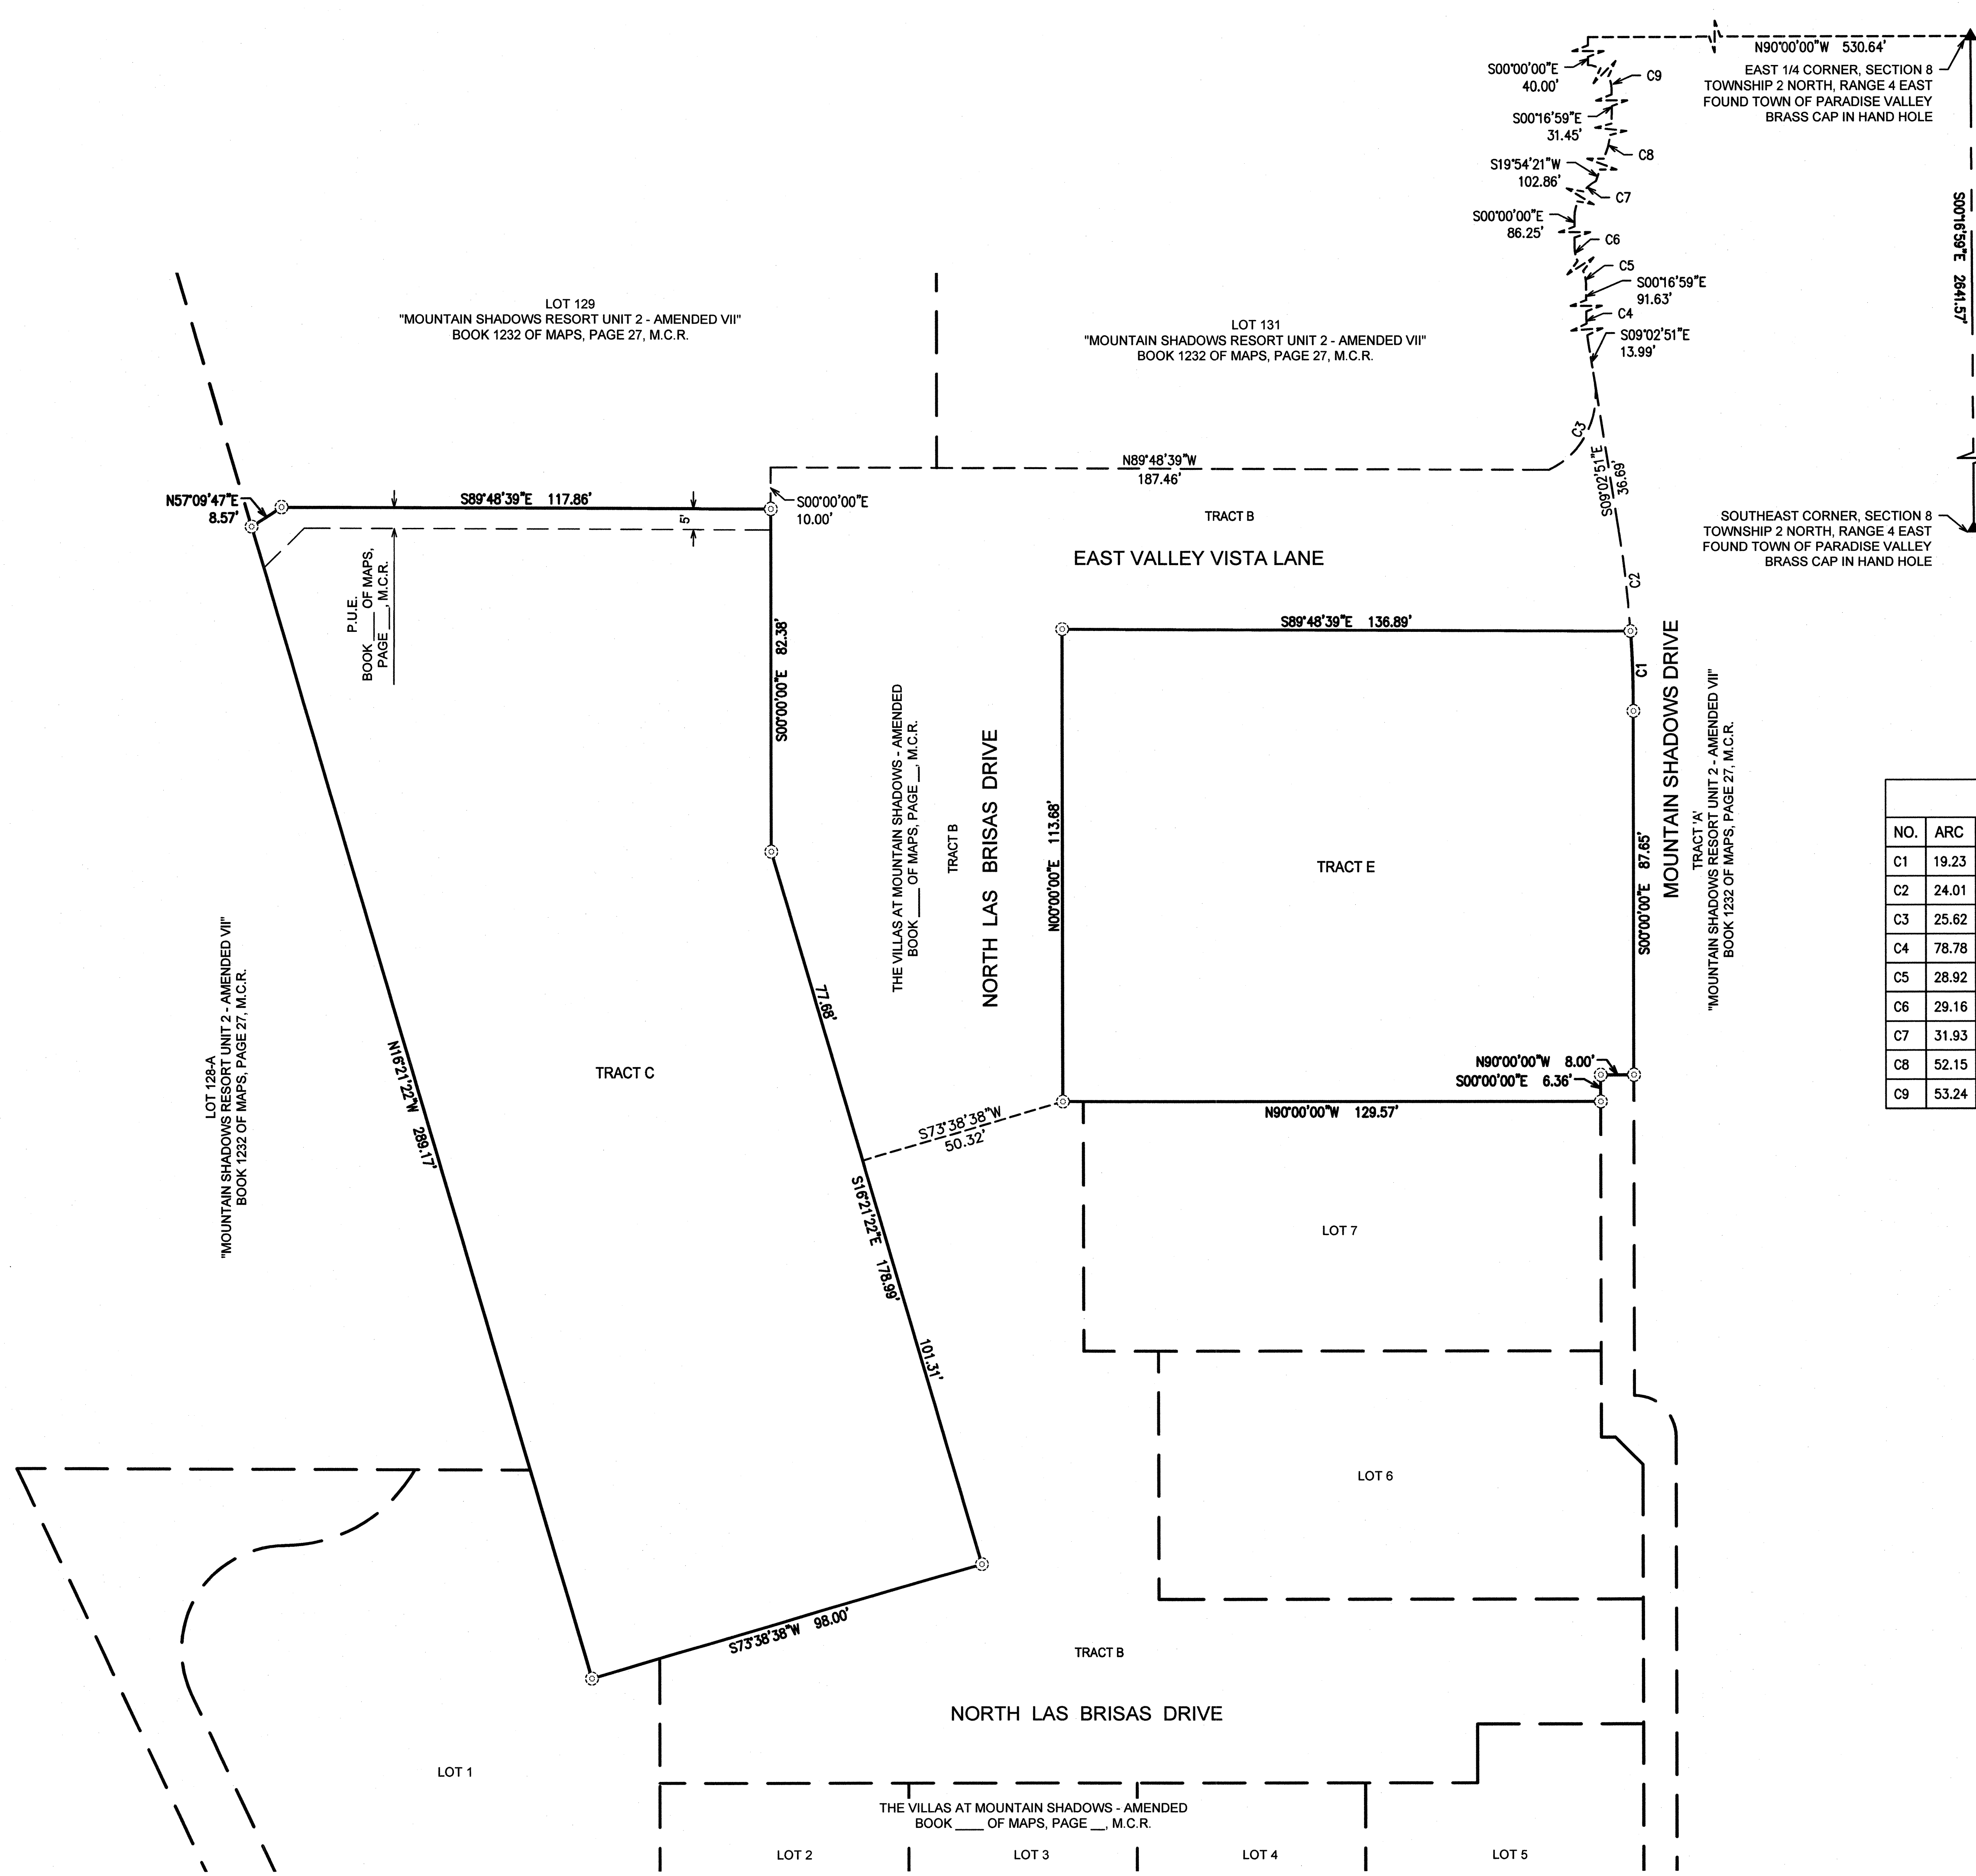 N90°00'00"W 530.64'
EAST 1/4 CORNER, SECTION 8
TOWNSHIP 2 NORTH, RANGE 4 EAST
FOUND TOWN OF PARADISE VALLEY
BRASS CAP IN HAND HOLE
S00°00'00"E
40.00'
C9
S00°16'59"E
31.45'
C8
S19°54'21"W
102.86'
C7
S00°00'00"E
86.25'
C6
C5
S00°16'59"E
91.63'
C4
S09°02'51"E
13.99'
S00°16'59"E 2641.57'
LOT 129
"MOUNTAIN SHADOWS RESORT UNIT 2 - AMENDED VII"
BOOK 1232 OF MAPS, PAGE 27, M.C.R.
LOT 131
"MOUNTAIN SHADOWS RESORT UNIT 2 - AMENDED VII"
BOOK 1232 OF MAPS, PAGE 27, M.C.R.
C3
S09°02'51"E
36.69'
N89°48'39"W
187.46'
N57°09'47"E
8.57'
S89°48'39"E 117.86'
5'
S00°00'00"E
10.00'
TRACT B
EAST VALLEY VISTA LANE
SOUTHEAST CORNER, SECTION 8
TOWNSHIP 2 NORTH, RANGE 4 EAST
FOUND TOWN OF PARADISE VALLEY
BRASS CAP IN HAND HOLE
C2
P.U.E.
BOOK ____ OF MAPS,
PAGE ___, M.C.R.
S00°00'00"E 82.38'
S89°48'39"E 136.89'
C1
MOUNTAIN SHADOWS DRIVE
TRACT 'A'
"MOUNTAIN SHADOWS RESORT UNIT 2 - AMENDED VII"
BOOK 1232 OF MAPS, PAGE 27, M.C.R.
THE VILLAS AT MOUNTAIN SHADOWS - AMENDED
BOOK ____ OF MAPS, PAGE __, M.C.R.
TRACT B
NORTH LAS BRISAS DRIVE
N00°00'00"E 113.68'
TRACT E
S00°00'00"E 87.65'
NO. ARC
C1 19.23
C2 24.01
C3 25.62
C4 78.78
C5 28.92
C6 29.16
C7 31.93
C8 52.15
C9 53.24
LOT 128-A
"MOUNTAIN SHADOWS RESORT UNIT 2 - AMENDED VII"
BOOK 1232 OF MAPS, PAGE 27, M.C.R.
N16°21'22"W 289.17'
TRACT C
77.68'
N90°00'00"W 8.00'
S00°00'00"E 6.36'
N90°00'00"W 129.57'
S73°38'38"W
50.32'
S16°21'22"E 178.99'
101.31'
LOT 7
LOT 6
S73°38'38"W 98.00'
TRACT B
NORTH LAS BRISAS DRIVE
LOT 1
THE VILLAS AT MOUNTAIN SHADOWS - AMENDED
BOOK ____ OF MAPS, PAGE __, M.C.R.
LOT 2
LOT 3
LOT 4
LOT 5